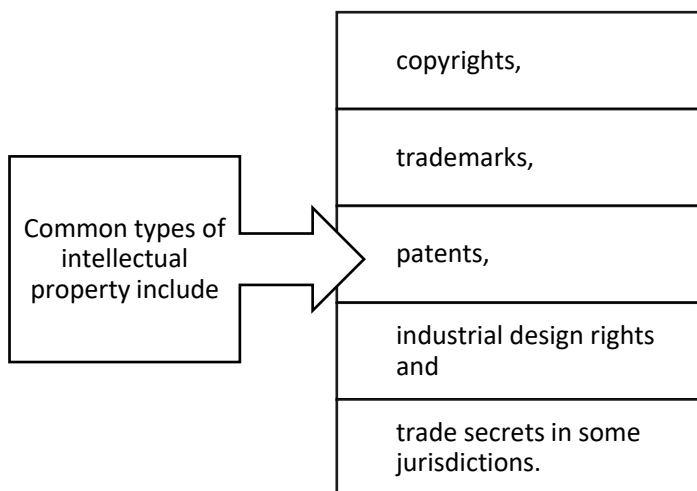 Common types of
intellectual
property include
copyrights,
trademarks,
patents,
industrial design rights
and
trade secrets in some
jurisdictions.